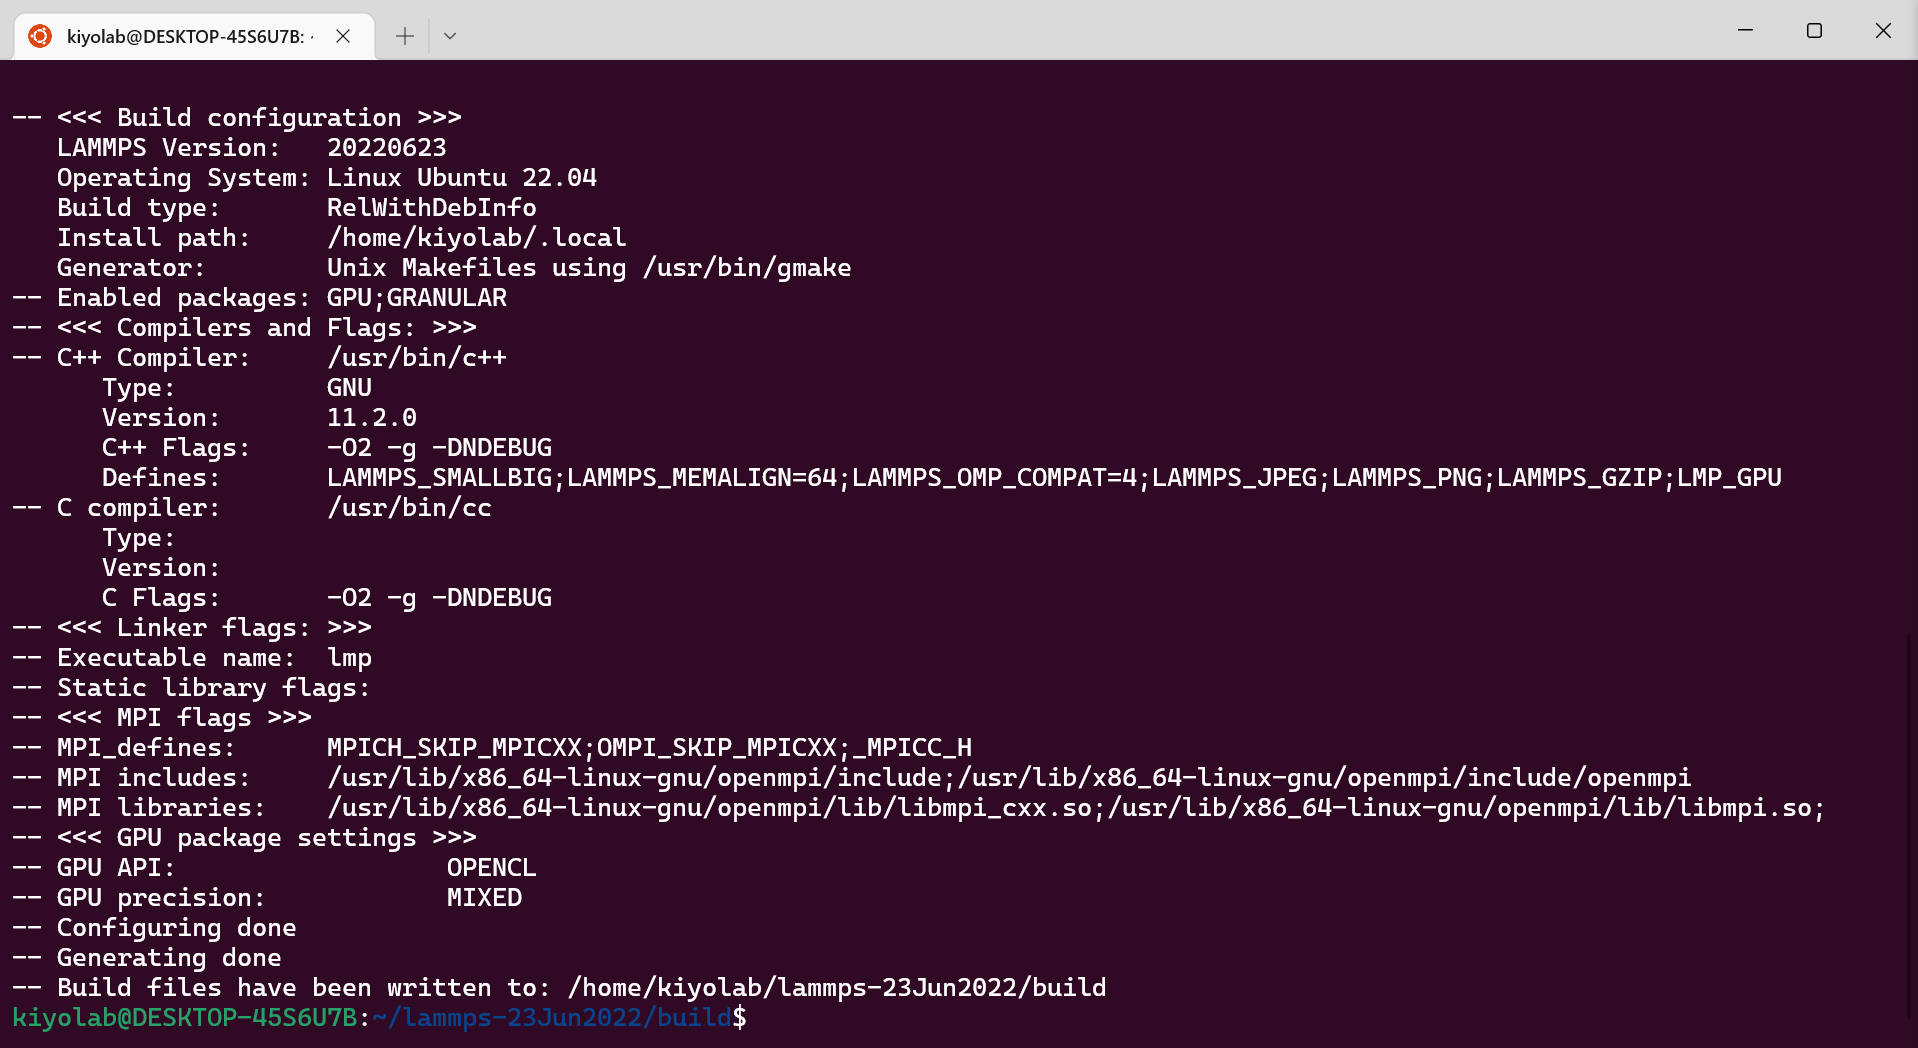 kiyolab@DESKTOP-45S6U7B: ~
-- <<< Build configuration >>>
   LAMMPS Version:   20220623
   Operating System: Linux Ubuntu 22.04
   Build type:       RelWithDebInfo
   Install path:     /home/kiyolab/.local
   Generator:        Unix Makefiles using /usr/bin/gmake
-- Enabled packages: GPU;GRANULAR
-- <<< Compilers and Flags: >>>
-- C++ Compiler:     /usr/bin/c++
      Type:          GNU
      Version:       11.2.0
      C++ Flags:     -O2 -g -DNDEBUG
      Defines:       LAMMPS_SMALLBIG;LAMMPS_MEMALIGN=64;LAMMPS_OMP_COMPAT=4;LAMMPS_JPEG;LAMMPS_PNG;LAMMPS_GZIP;LMP_GPU
-- C compiler:       /usr/bin/cc
      Type:
      Version:
      C Flags:       -O2 -g -DNDEBUG
-- <<< Linker flags: >>>
-- Executable name:  lmp
-- Static library flags:
-- <<< MPI flags >>>
-- MPI_defines:      MPICH_SKIP_MPICXX;OMPI_SKIP_MPICXX;_MPICC_H
-- MPI includes:     /usr/lib/x86_64-linux-gnu/openmpi/include;/usr/lib/x86_64-linux-gnu/openmpi/include/openmpi
-- MPI libraries:    /usr/lib/x86_64-linux-gnu/openmpi/lib/libmpi_cxx.so;/usr/lib/x86_64-linux-gnu/openmpi/lib/libmpi.so;
-- <<< GPU package settings >>>
-- GPU API:                  OPENCL
-- GPU precision:            MIXED
-- Configuring done
-- Generating done
-- Build files have been written to: /home/kiyolab/lammps-23Jun2022/build
kiyolab@DESKTOP-45S6U7B:~/lammps-23Jun2022/build$